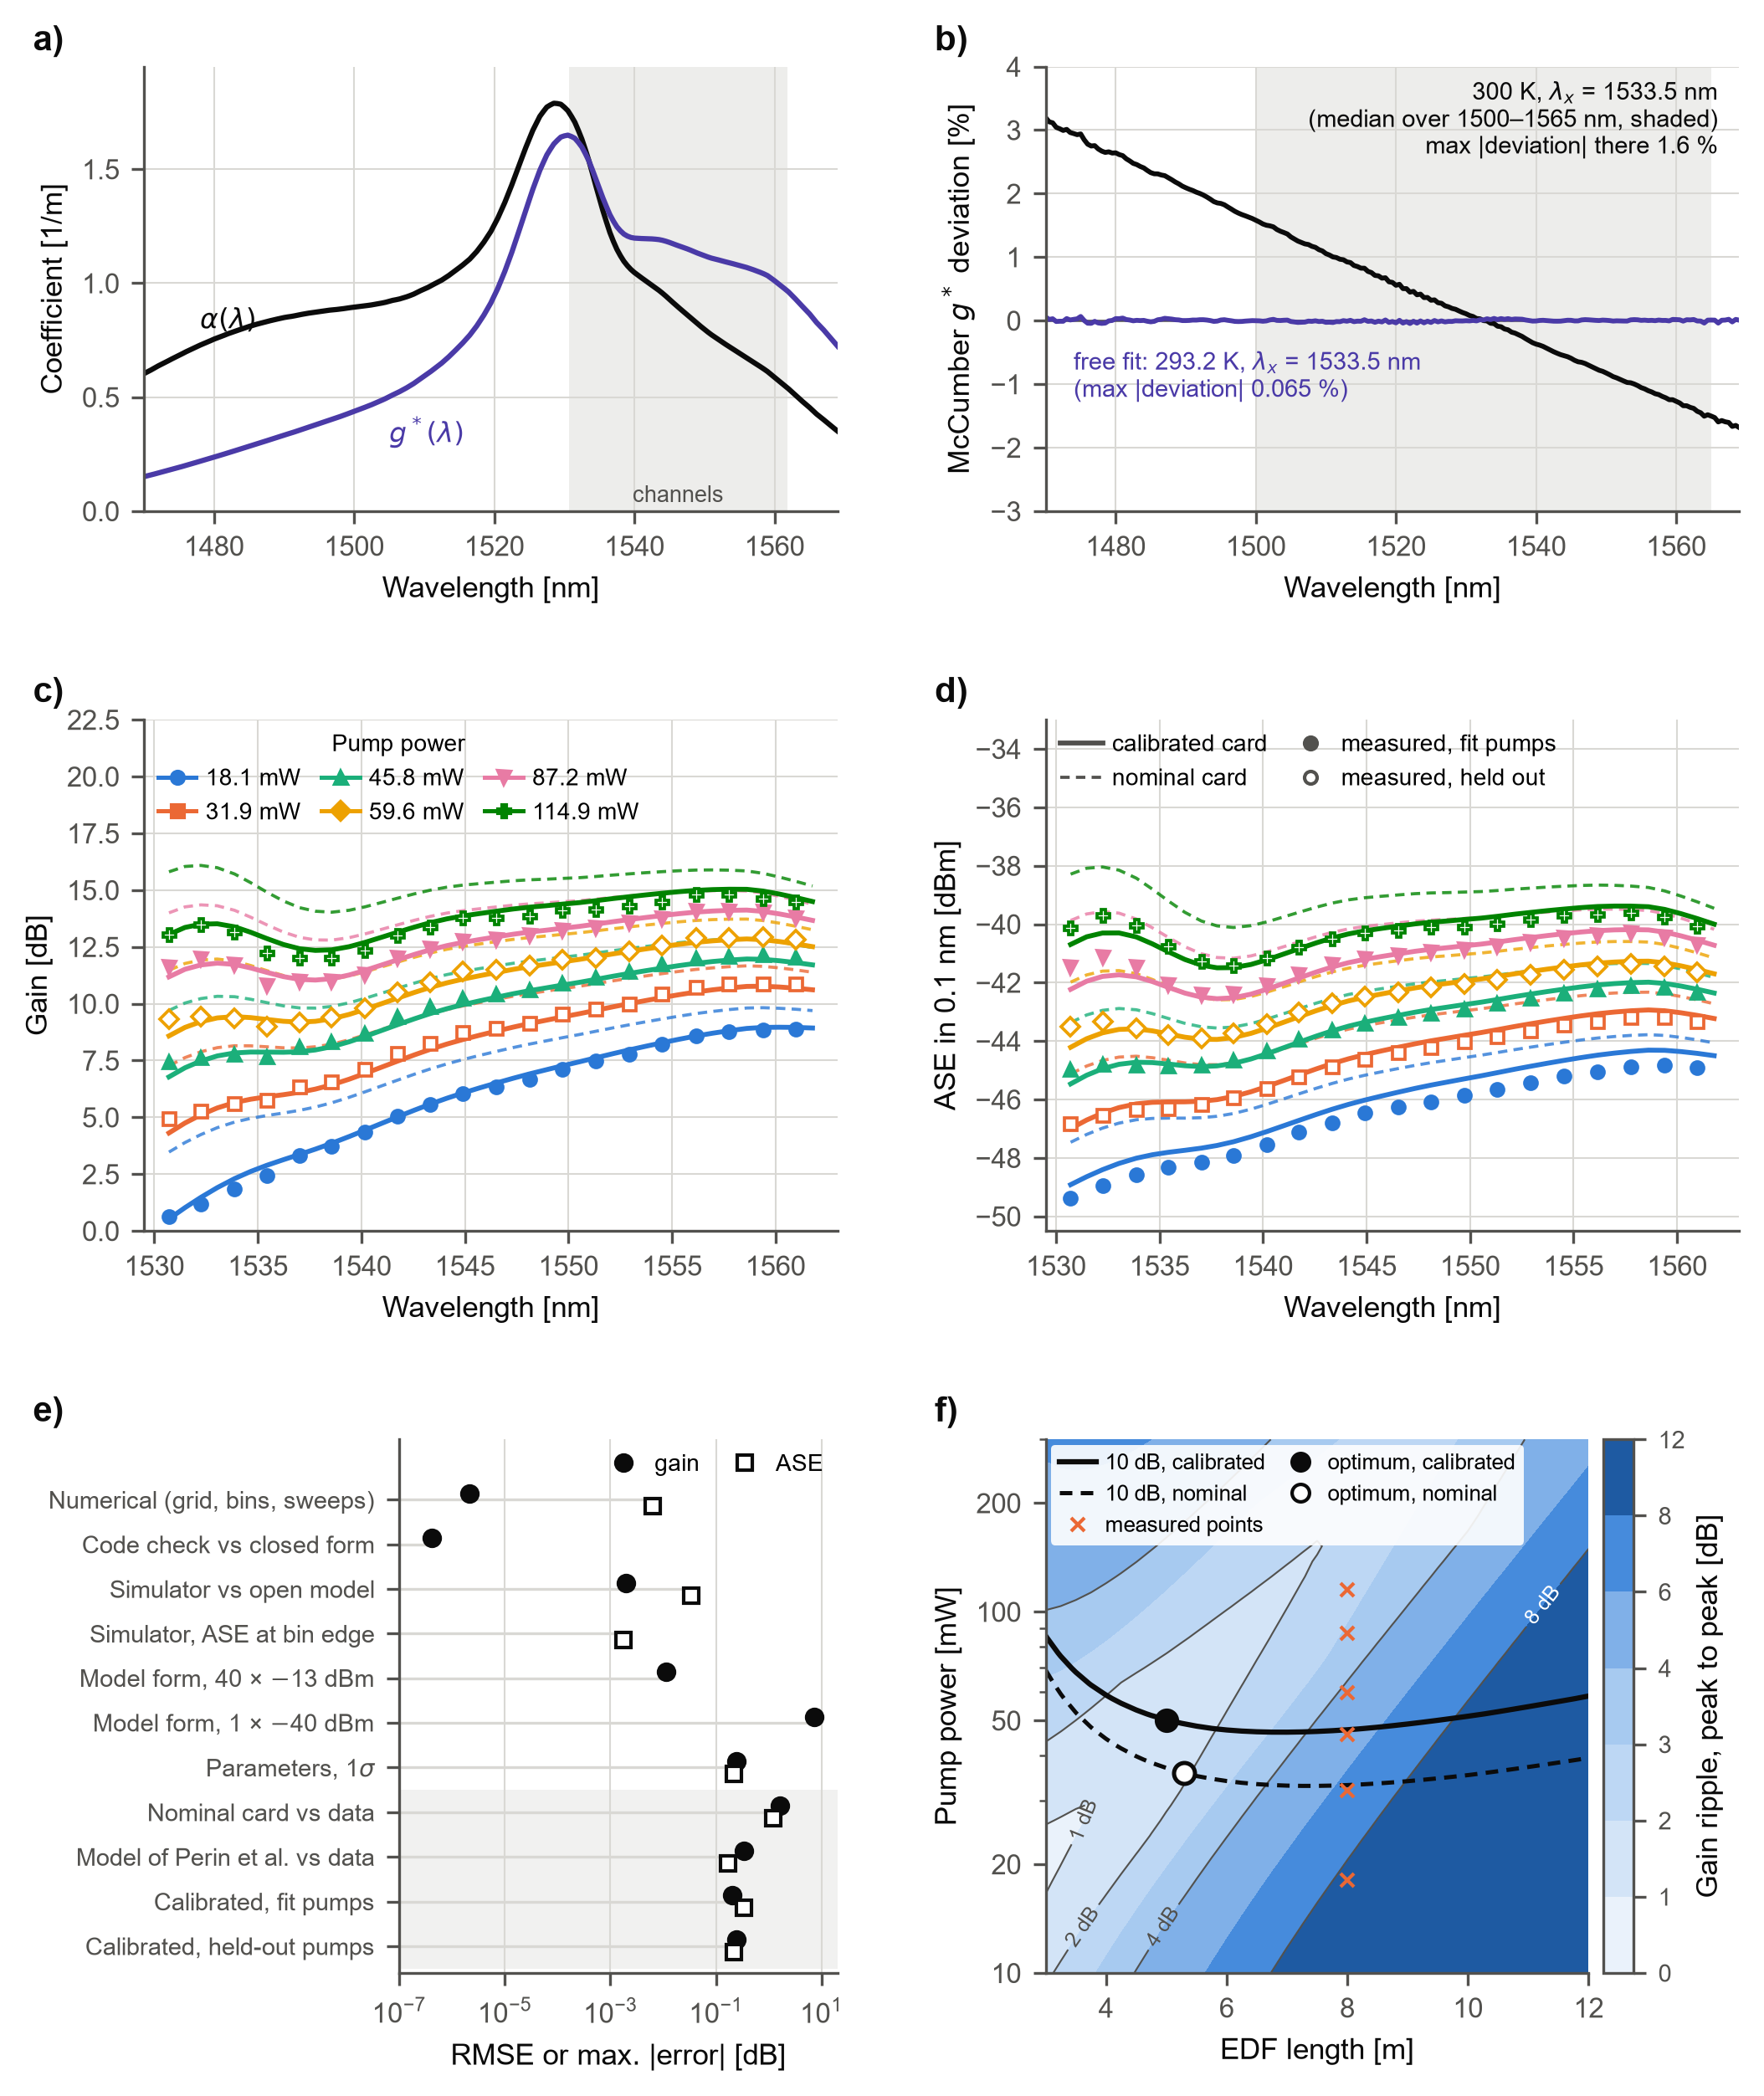 a)
Coefficient [1/m]
1.5
1.0
0.5
0.0
α(λ)
g*(λ)
channels
1480
1500
1520
1540
1560
Wavelength [nm]
b)
McCumber g* deviation [%]
4
3
2
1
0
−1
−2
−3
300 K, λx = 1533.5 nm
(median over 1500–1565 nm, shaded)
max |deviation| there 1.6 %
free fit: 293.2 K, λx = 1533.5 nm
(max |deviation| 0.065 %)
1480
1500
1520
1540
1560
Wavelength [nm]
c)
Gain [dB]
22.5
20.0
17.5
15.0
12.5
10.0
7.5
5.0
2.5
0.0
Pump power
18.1 mW
45.8 mW
87.2 mW
31.9 mW
59.6 mW
114.9 mW
1530
1535
1540
1545
1550
1555
1560
Wavelength [nm]
d)
ASE in 0.1 nm [dBm]
−34
−36
−38
−40
−42
−44
−46
−48
−50
calibrated card
measured, fit pumps
nominal card
measured, held out
1530
1535
1540
1545
1550
1555
1560
Wavelength [nm]
e)
gain
ASE
Numerical (grid, bins, sweeps)
Code check vs closed form
Simulator vs open model
Simulator, ASE at bin edge
Model form, 40 × −13 dBm
Model form, 1 × −40 dBm
Parameters, 1σ
Nominal card vs data
Model of Perin et al. vs data
Calibrated, fit pumps
Calibrated, held-out pumps
10−7
10−5
10−3
10−1
101
RMSE or max. |error| [dB]
f)
Pump power [mW]
200
100
50
20
10
10 dB, calibrated
optimum, calibrated
10 dB, nominal
optimum, nominal
measured points
8 dB
1 dB
2 dB
4 dB
4
6
8
10
12
EDF length [m]
12
8
6
4
3
2
1
0
Gain ripple, peak to peak [dB]